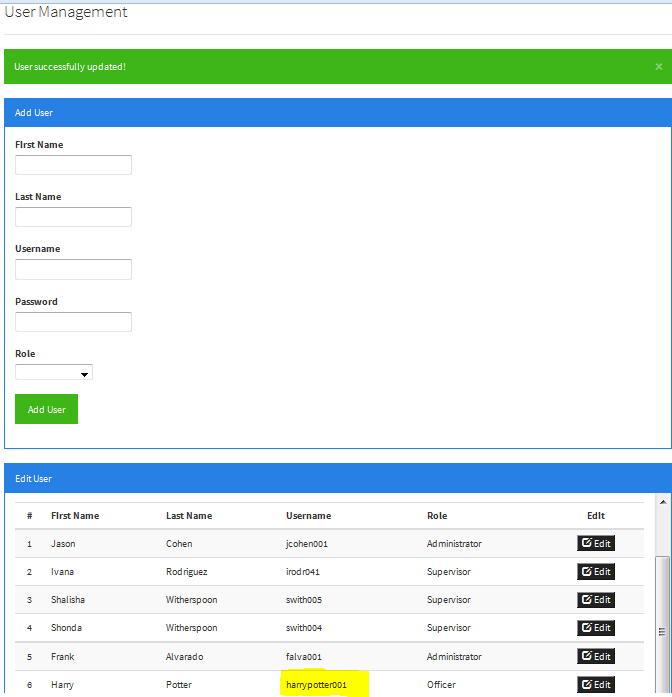 User Management
User successfully updated! ×
Add User
First Name
Last Name
Username
Password
Role
Add User
Edit User
# First Name Last Name Username Role Edit
1 Jason Cohen jcohen001 Administrator Edit
2 Ivana Rodriguez irodr041 Supervisor Edit
3 Shalisha Witherspoon swith005 Supervisor Edit
4 Shonda Witherspoon swith004 Supervisor Edit
5 Frank Alvarado falva001 Administrator Edit
6 Harry Potter harrypotter001 Officer Edit